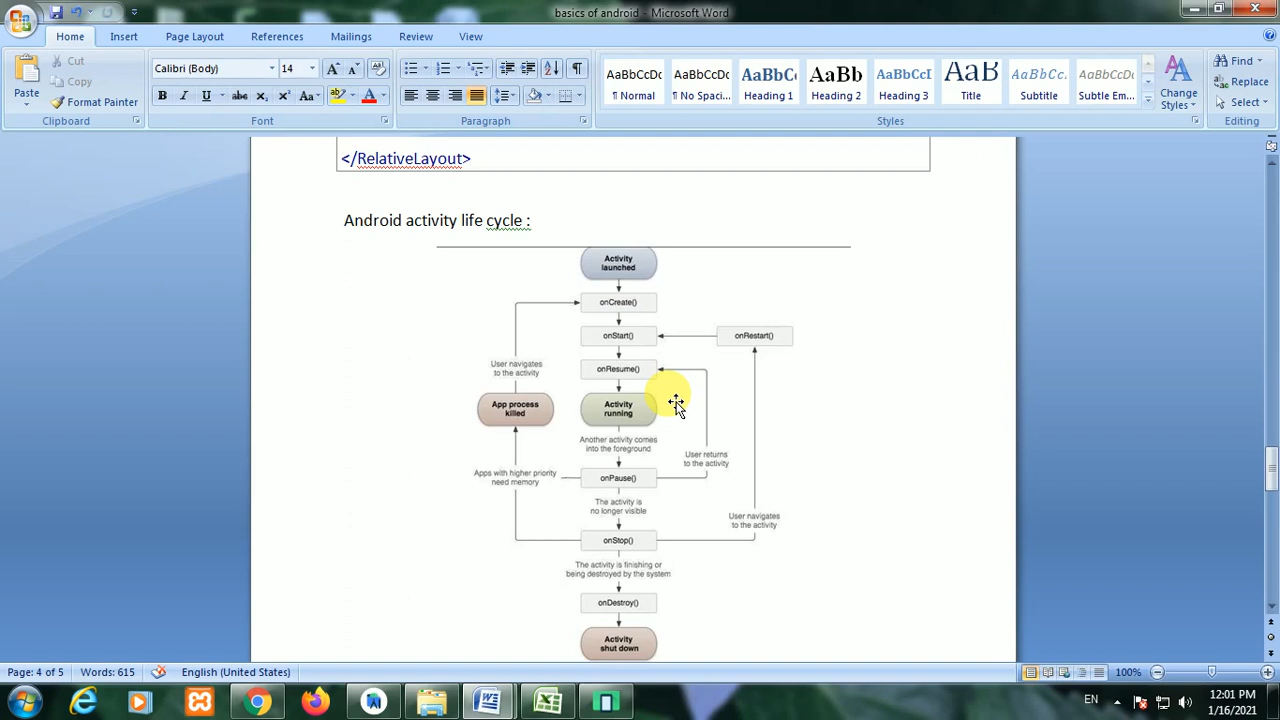 basics of android - Microsoft Word
Home
Insert
Page Layout
References
Mailings
Review
View
Paste
Cut
Copy
Format Painter
Clipboard
Calibri (Body)
14
Font
Paragraph
AaBbCcDc
¶ Normal
AaBbCcDc
¶ No Spaci...
AaBbC
Heading 1
AaBb
Heading 2
AaBbCcI
Heading 3
AaB
Title
AaBbCcI
Subtitle
AaBbCcDc
Subtle Em...
Change
Styles
Styles
Find
Replace
Select
Editing
</RelativeLayout>
Android activity life cycle :
Activity
launched
onCreate()
onStart()
onRestart()
onResume()
User navigates
to the activity
App process
killed
Activity
running
Another activity comes
into the foreground
User returns
to the activity
Apps with higher priority
need memory
onPause()
The activity is
no longer visible
User navigates
to the activity
onStop()
The activity is finishing or
being destroyed by the system
onDestroy()
Activity
shut down
Page: 4 of 5
Words: 615
English (United States)
100%
EN
12:01 PM
1/16/2021